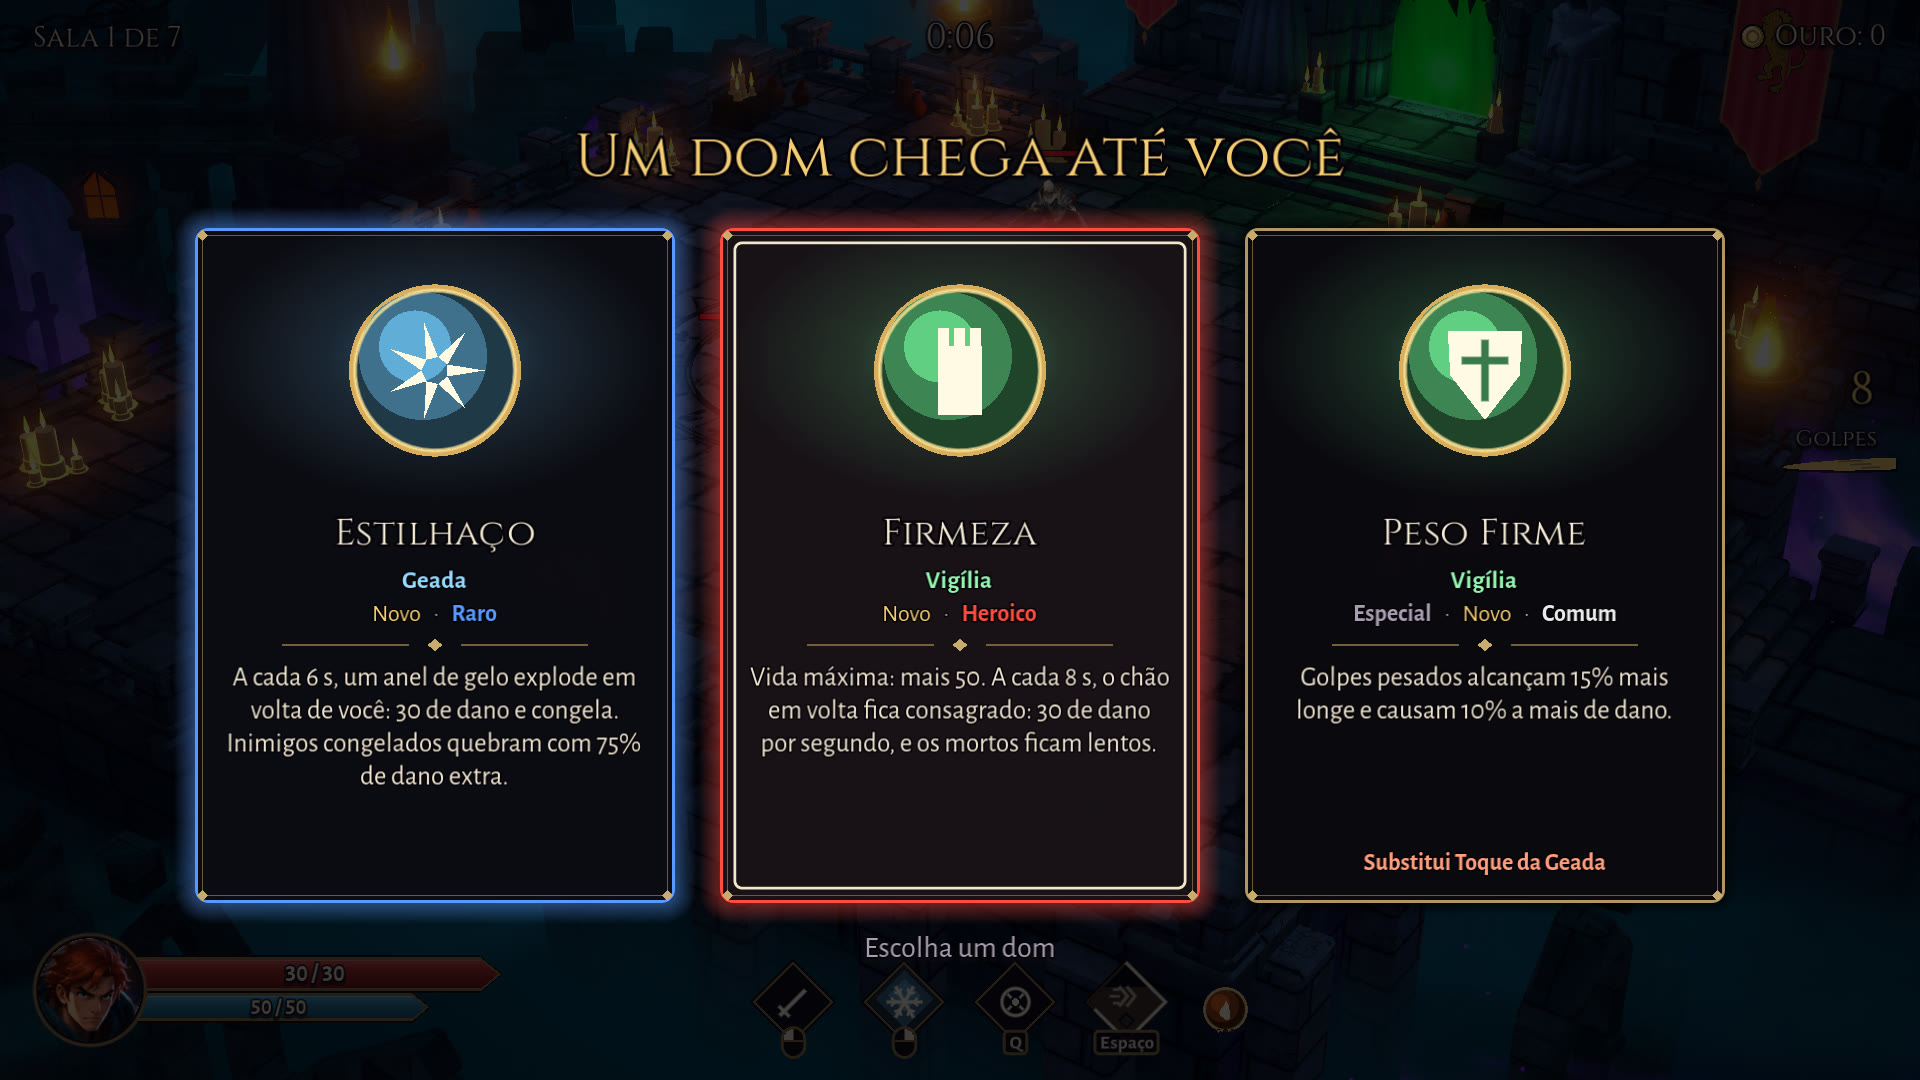 Sala 1 de 7
0:06
Ouro: 0
Um dom chega até você
8
Golpes
Estilhaço
Geada
Novo · Raro
A cada 6 s, um anel de gelo explode em
volta de você: 30 de dano e congela.
Inimigos congelados quebram com 75%
de dano extra.
Firmeza
Vigília
Novo · Heroico
Vida máxima: mais 50. A cada 8 s, o chão
em volta fica consagrado: 30 de dano
por segundo, e os mortos ficam lentos.
Peso Firme
Vigília
Especial · Novo · Comum
Golpes pesados alcançam 15% mais
longe e causam 10% a mais de dano.
Substitui Toque da Geada
Escolha um dom
30/30
50/50
Q
Espaço